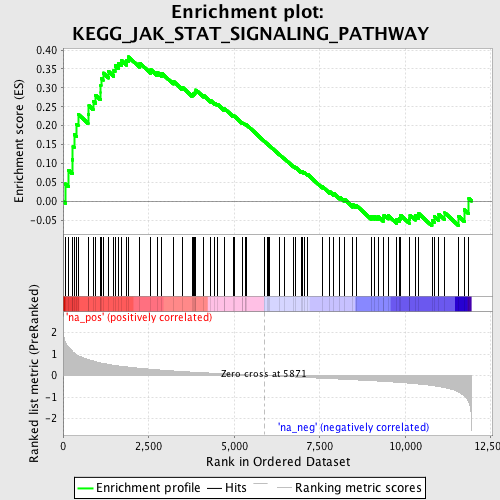 Enrichment plot:
KEGG_JAK_STAT_SIGNALING_PATHWAY
Enrichment score (ES)
0.40
0.35
0.30
0.25
0.20
0.15
0.10
0.05
0.00
-0.05
'na_pos' (positively correlated)
Ranked list metric (PreRanked)
2
1
0
-1
-2
Zero cross at 5871
'na_neg' (negatively correlated)
0
2,500
5,000
7,500
10,000
12,500
Rank in Ordered Dataset
Enrichment profile
Hits
Ranking metric scores